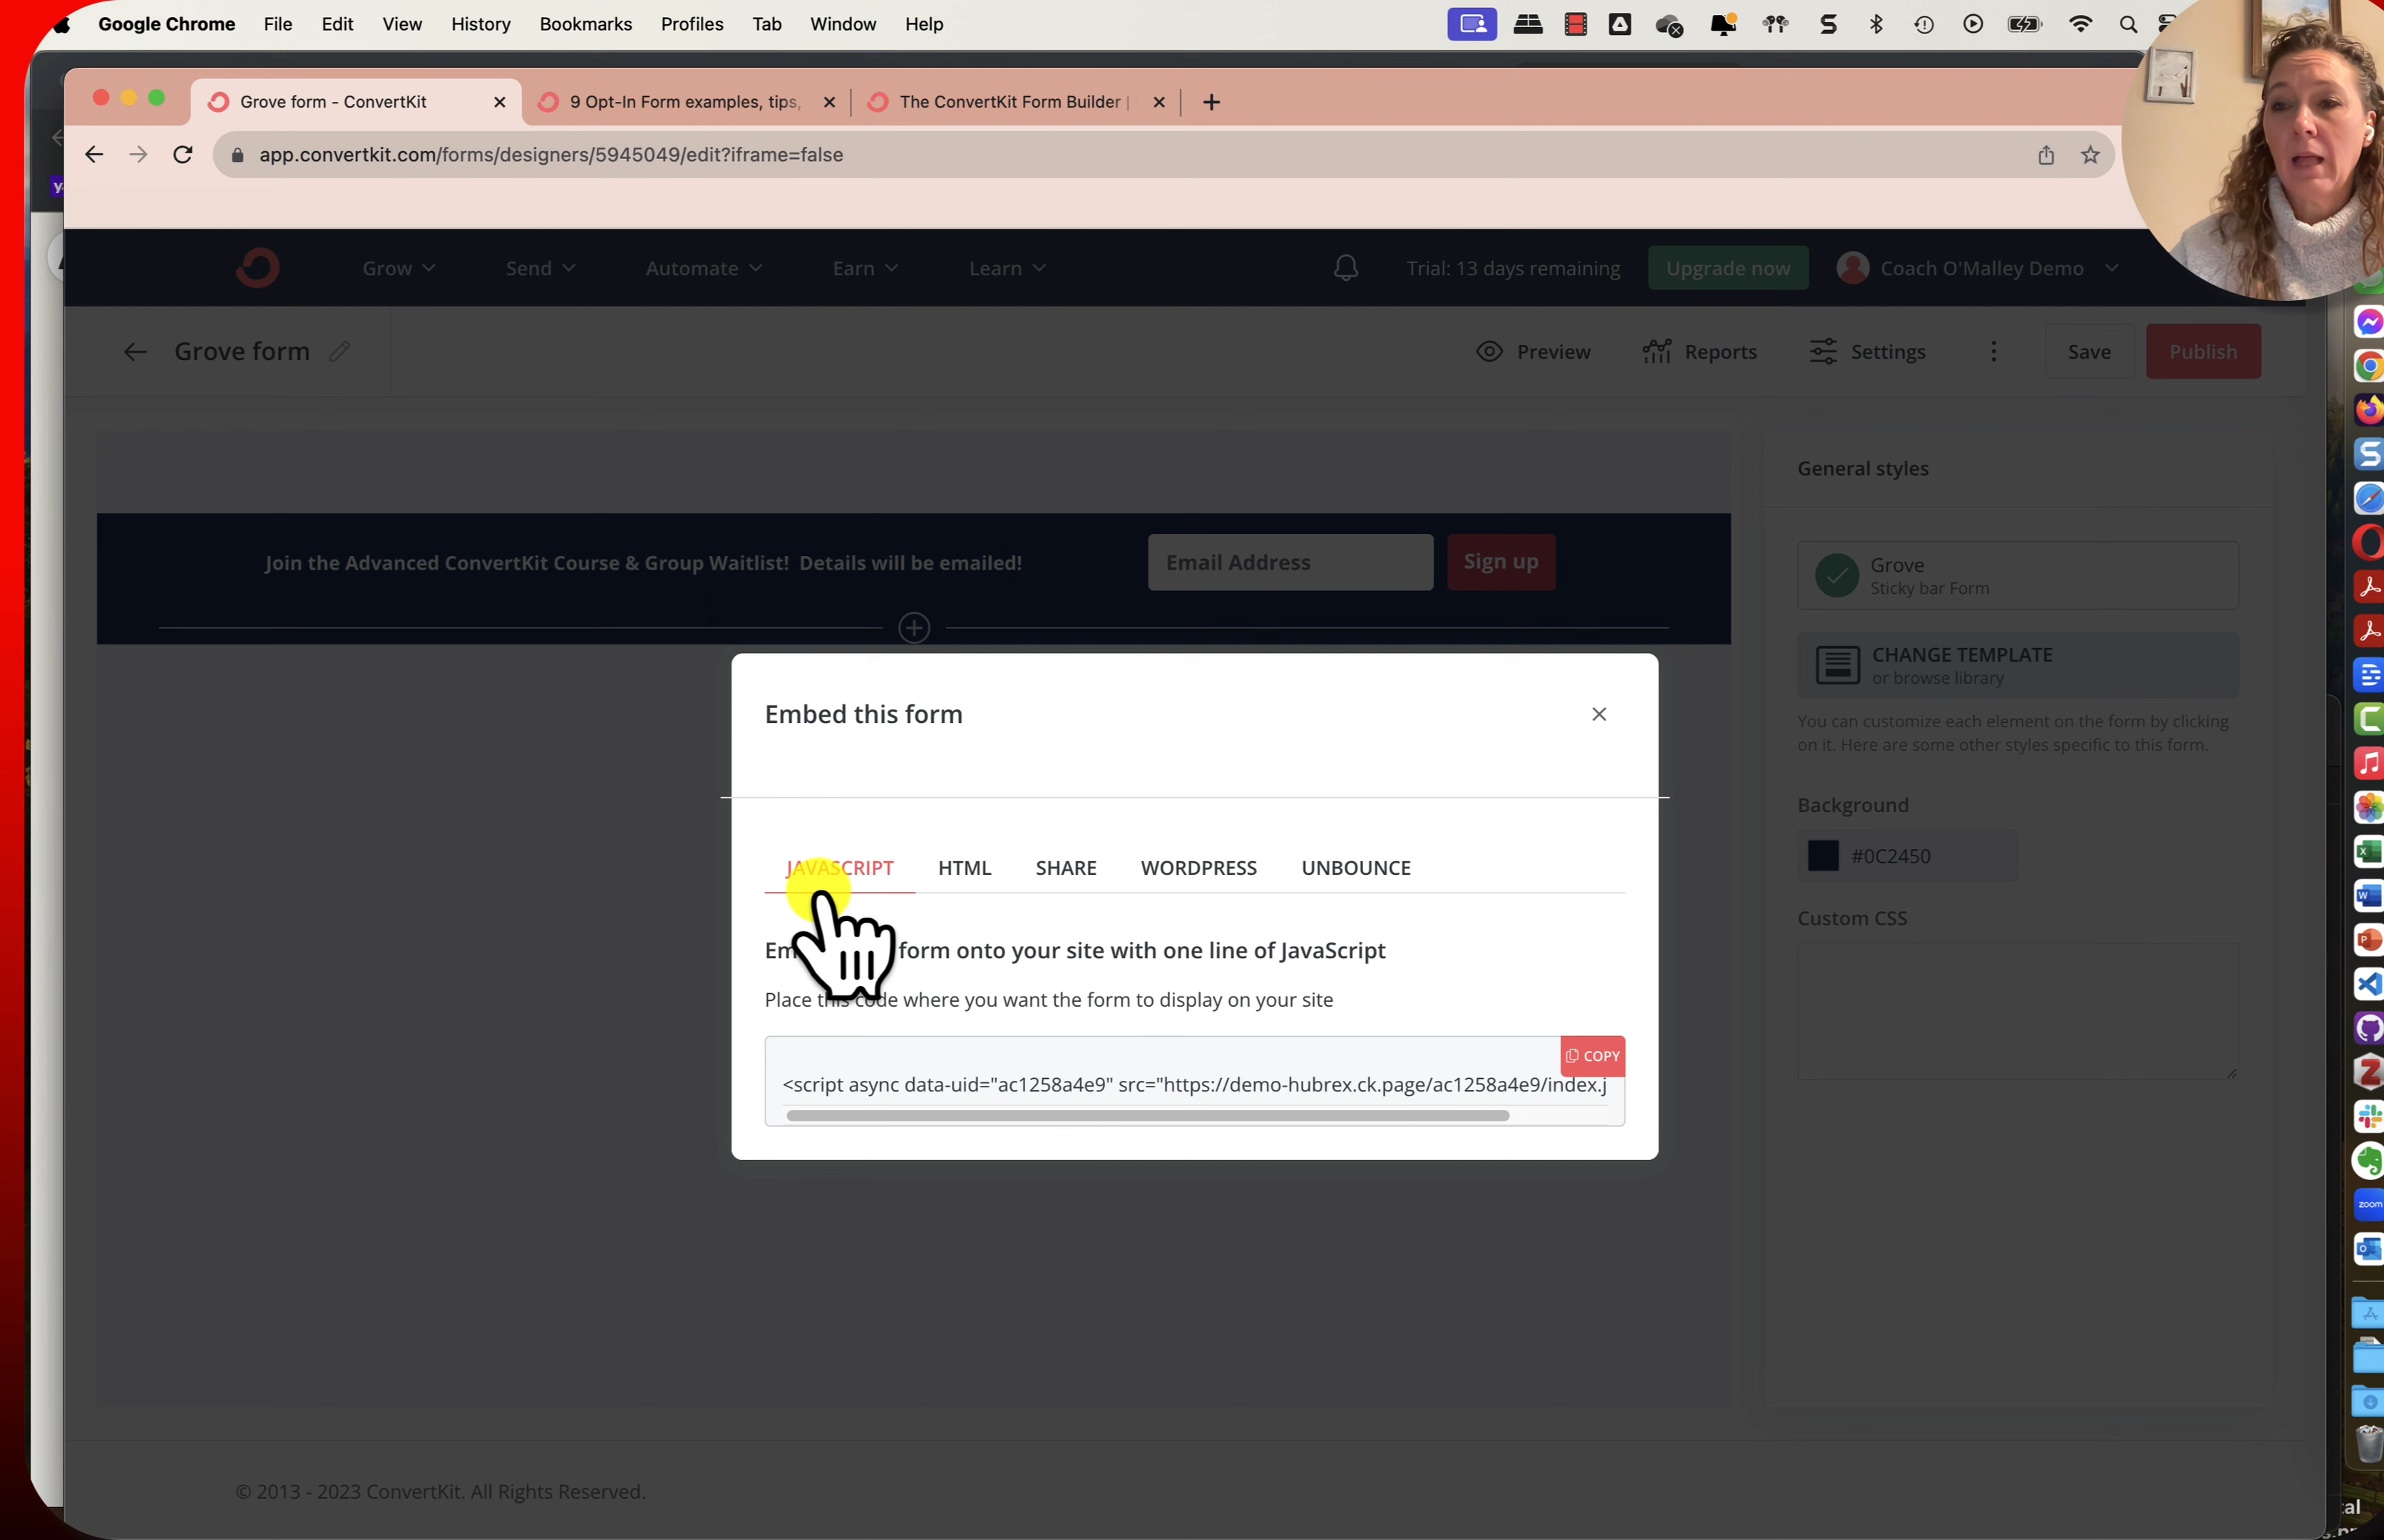 Google Chrome File Edit View History Bookmarks Profiles Tab Window Help
Grove form - ConvertKit
9 Opt-In Form examples, tips,
The ConvertKit Form Builder |
app.convertkit.com/forms/designers/5945049/edit?iframe=false
Grow Send Automate Earn Learn Trial: 13 days remaining Upgrade now Coach O'Malley Demo
Grove form Preview Reports Settings Save Publish
General styles
Join the Advanced ConvertKit Course & Group Waitlist! Details will be emailed! Email Address Sign up
Grove
Sticky bar Form
CHANGE TEMPLATE
or browse library
You can customize each element on the form by clicking
on it. Here are some other styles specific to this form.
Background
#0C2450
Custom CSS
Embed this form
JAVASCRIPT HTML SHARE WORDPRESS UNBOUNCE
form onto your site with one line of JavaScript
Place this code where you want the form to display on your site
COPY
<script async data-uid="ac1258a4e9" src="https://demo-hubrex.ck.page/ac1258a4e9/index.j
zoom
© 2013 - 2023 ConvertKit. All Rights Reserved.